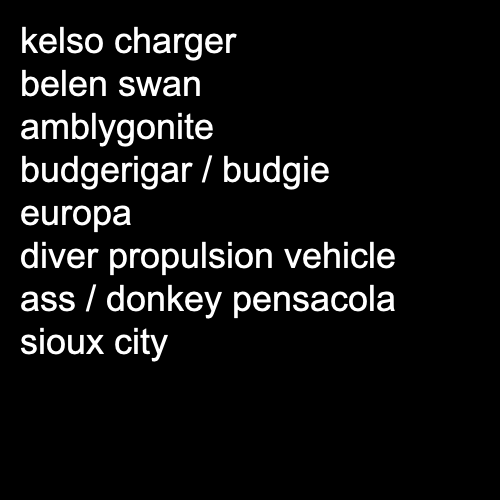 kelso charger
belen swan
amblygonite
budgerigar / budgie
europa
diver propulsion vehicle
ass / donkey pensacola
sioux city